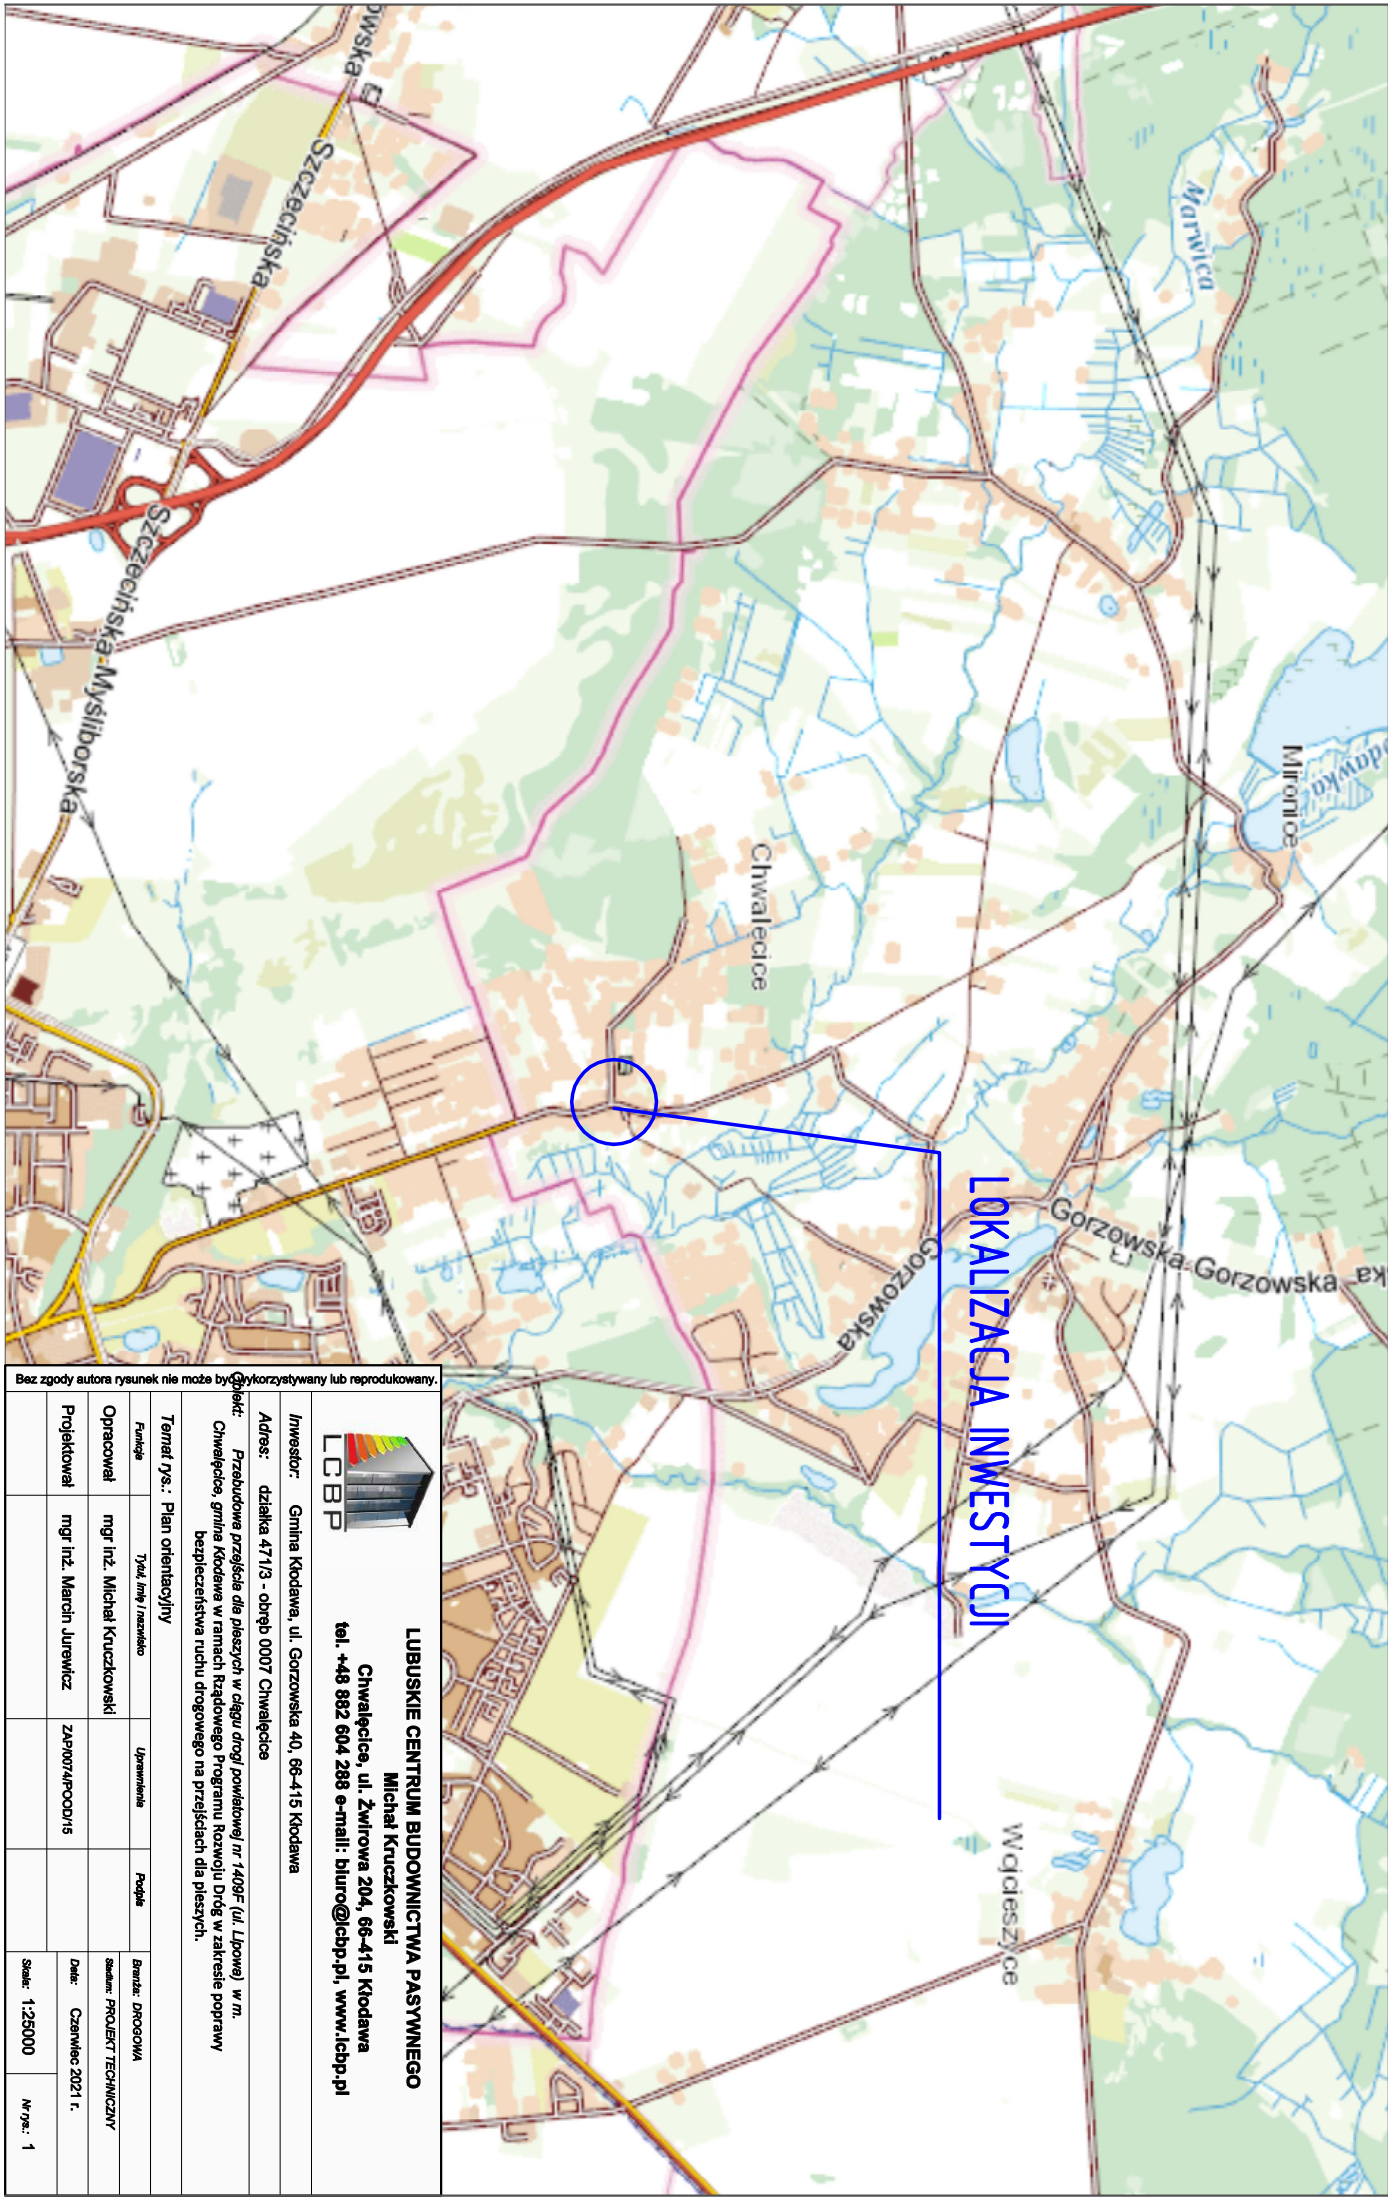 Marwica
Mironice
Szczecińska
Szczecińska-Myśliborska
Chwalęcice
Gorzowska-Gorzowska
Gorzowska
Wojcieszyce
LOKALIZACJA INWESTYCJI
Bez zgody autora rysunek nie może być wykorzystywany lub reprodukowany.
LCBP
LUBUSKIE CENTRUM BUDOWNICTWA PASYWNEGO
Michał Kruczkowski
Chwalęcice, ul. Żwirowa 204, 66-415 Kłodawa
tel. +48 882 604 288 e-mail: biuro@lcbp.pl, www.lcbp.pl
Inwestor: Gmina Kłodawa, ul. Gorzowska 40, 66-415 Kłodawa
Adres: działka 471/3 - obręb 0007 Chwalęcice
Obiekt: Przebudowa przejścia dla pieszych w ciągu drogi powiatowej nr 1409F (ul. Lipowa) w m.
Chwalęcice, gmina Kłodawa w ramach Rządowego Programu Rozwoju Dróg w zakresie poprawy
bezpieczeństwa ruchu drogowego na przejściach dla pieszych.
Temat rys.: Plan orientacyjny
Funkcja Tytuł, imię i nazwisko Uprawnienia Podpis Branża: DROGOWA
Opracował mgr inż. Michał Kruczkowski Stadium: PROJEKT TECHNICZNY
Projektował mgr inż. Marcin Jurewicz ZAP/0074/POOD/15 Data: Czerwiec 2021 r.
Skala: 1:25000 Nr rys.: 1